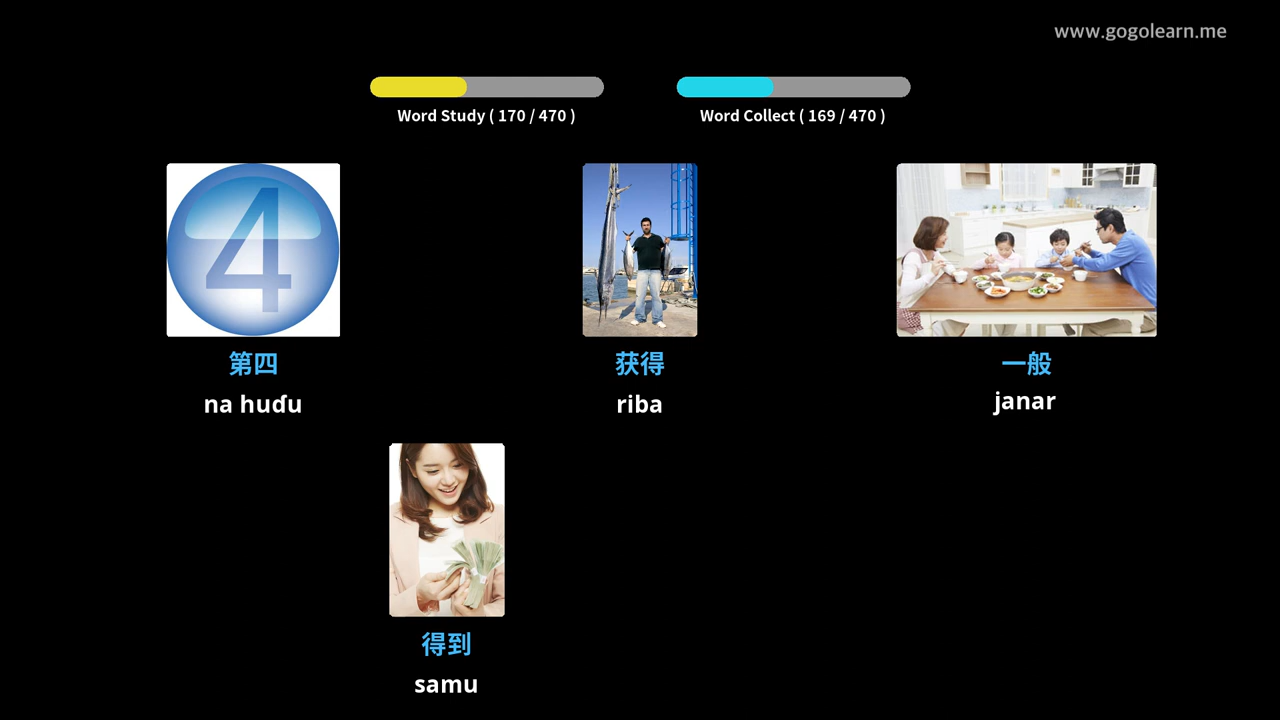 www.gogolearn.me
Word Study ( 170 / 470 )
Word Collect ( 169 / 470 )
4
第四
na huɗu
获得
riba
一般
janar
得到
samu